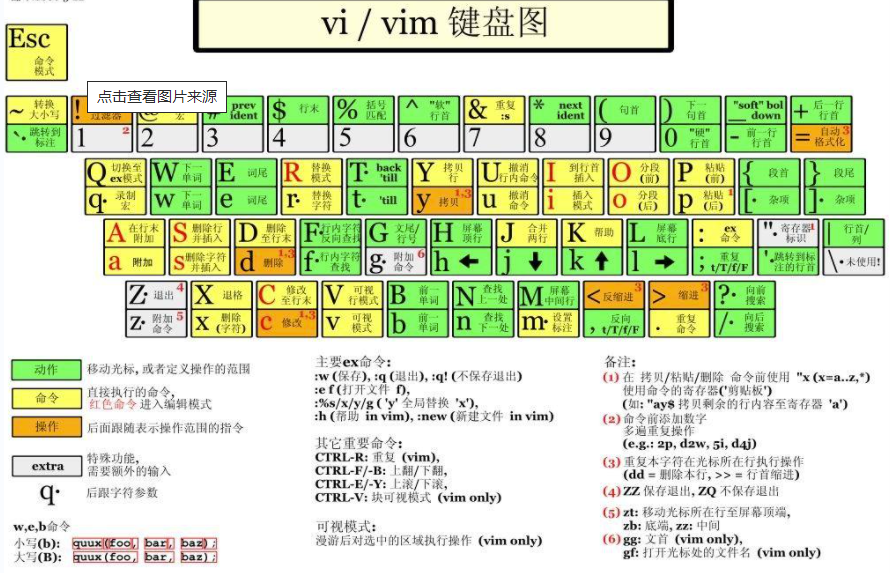 vi / vim 键盘图
Esc 命令模式
点击查看图片来源
~ 转换大小写 ! 过滤器 @ 宏 # prev ident $ 行末 % 括号匹配 ^ "软"行首 & 重复 :s * next ident ( 句首 ) 下一句首 "soft" bol down + 后一行行首
`· 跳转到标注 1 2 2 3 4 5 6 7 8 9 0 "硬"行首 - 前一行行首 = 自动格式化 3
Q 切换至ex模式 W 下一单词 E 词尾 R 替换模式 T· back 'till Y 拷贝行 U 撤消行内命令 I 到行首插入 O 分段(前) P 粘贴(前) { 段首 } 段尾
q· 录制宏 w 下一单词 e 词尾 r· 替换字符 t· 'till y 拷贝 1,3 u 撤消命令 i 插入模式 o 分段(后) p 粘贴(后) 1 [· 杂项 ]· 杂项
A 在行末附加 S 删除行并插入 D 删除至行末 F· 行内字符反向查找 G 文尾/行号 H 屏幕顶行 J 合并两行 K 帮助 L 屏幕底行 : ex命令 "· 寄存器标识 1 | 行首/列
a 附加 s 删除字符并插入 d 删除 1,3 f· 行内字符查找 g· 附加命令 6 h ← j ↓ k ↑ l → ; 重复 t/T/f/F '· 跳转到标注的行首 \· 未使用!
Z· 退出 4 X 退格 C 修改至行末 V 可视行模式 B 前一单词 N 查找上一处 M 屏幕中间行 < 反缩进 3 > 缩进 3 ?· 向前搜索
z· 附加命令 5 x 删除(字符) c 修改 1,3 v 可视模式 b 前一单词 n 查找下一处 m· 设置标注 , 反向 t/T/f/F . 重复命令 /· 向后搜索
动作 移动光标, 或者定义操作的范围
命令 直接执行的命令,
红色命令 进入编辑模式
操作 后面跟随表示操作范围的指令
extra 特殊功能,
需要额外的输入
q· 后跟字符参数
w,e,b命令
小写(b): quux(foo, bar, baz);
大写(B): quux(foo, bar, baz);
主要ex命令:
:w (保存), :q (退出), :q! (不保存退出)
:e f (打开文件 f),
:%s/x/y/g ( 'y' 全局替换 'x'),
:h (帮助 in vim), :new (新建文件 in vim)
其它重要命令:
CTRL-R: 重复 (vim),
CTRL-F/-B: 上翻/下翻,
CTRL-E/-Y: 上滚/下滚,
CTRL-V: 块可视模式 (vim only)
可视模式:
漫游后对选中的区域执行操作 (vim only)
备注:
(1) 在 拷贝/粘贴/删除 命令前使用 "x (x=a..z,*)
使用命令的寄存器('剪贴板')
(如: "ay$ 拷贝剩余的行内容至寄存器 'a')
(2) 命令前添加数字
多遍重复操作
(e.g.: 2p, d2w, 5i, d4j)
(3) 重复本字符在光标所在行执行操作
(dd = 删除本行, >> = 行首缩进)
(4) ZZ 保存退出, ZQ 不保存退出
(5) zt: 移动光标所在行至屏幕顶端,
zb: 底端, zz: 中间
(6) gg: 文首 (vim only),
gf: 打开光标处的文件名 (vim only)